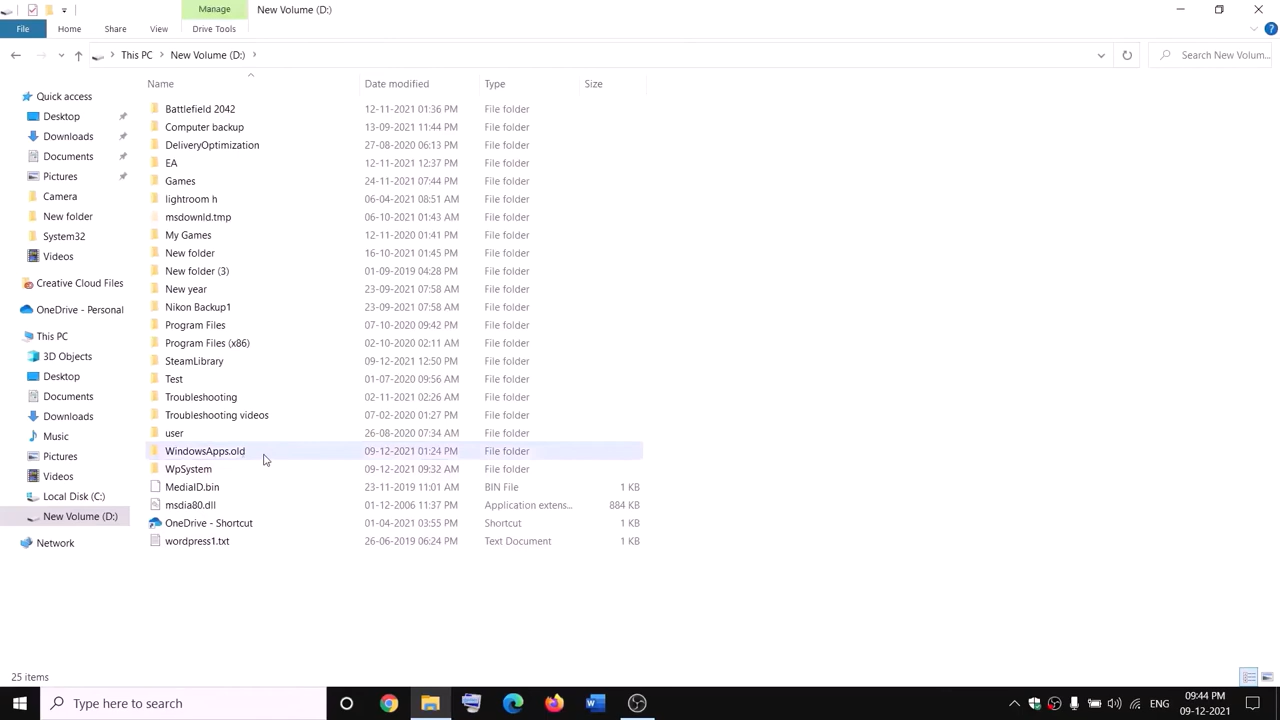 Manage
New Volume (D:)
File
Home
Share
View
Drive Tools
This PC
New Volume (D:)
Search New Volum...
Name
Date modified
Type
Size
Quick access
Desktop
Downloads
Documents
Pictures
Camera
New folder
System32
Videos
Creative Cloud Files
OneDrive - Personal
This PC
3D Objects
Desktop
Documents
Downloads
Music
Pictures
Videos
Local Disk (C:)
New Volume (D:)
Network
Battlefield 2042 12-11-2021 01:36 PM File folder
Computer backup 13-09-2021 11:44 PM File folder
DeliveryOptimization 27-08-2020 06:13 PM File folder
EA 12-11-2021 12:37 PM File folder
Games 24-11-2021 07:44 PM File folder
lightroom h 06-04-2021 08:51 AM File folder
msdownld.tmp 06-10-2021 01:43 AM File folder
My Games 12-11-2020 01:41 PM File folder
New folder 16-10-2021 01:45 PM File folder
New folder (3) 01-09-2019 04:28 PM File folder
New year 23-09-2021 07:58 AM File folder
Nikon Backup1 23-09-2021 07:58 AM File folder
Program Files 07-10-2020 09:42 PM File folder
Program Files (x86) 02-10-2020 02:11 AM File folder
SteamLibrary 09-12-2021 12:50 PM File folder
Test 01-07-2020 09:56 AM File folder
Troubleshooting 02-11-2021 02:26 AM File folder
Troubleshooting videos 07-02-2020 01:27 PM File folder
user 26-08-2020 07:34 AM File folder
WindowsApps.old 09-12-2021 01:24 PM File folder
WpSystem 09-12-2021 09:32 AM File folder
MediaID.bin 23-11-2019 11:01 AM BIN File 1 KB
msdia80.dll 01-12-2006 11:37 PM Application extens... 884 KB
OneDrive - Shortcut 01-04-2021 03:55 PM Shortcut 1 KB
wordpress1.txt 26-06-2019 06:24 PM Text Document 1 KB
25 items
Type here to search
ENG
09:44 PM
09-12-2021